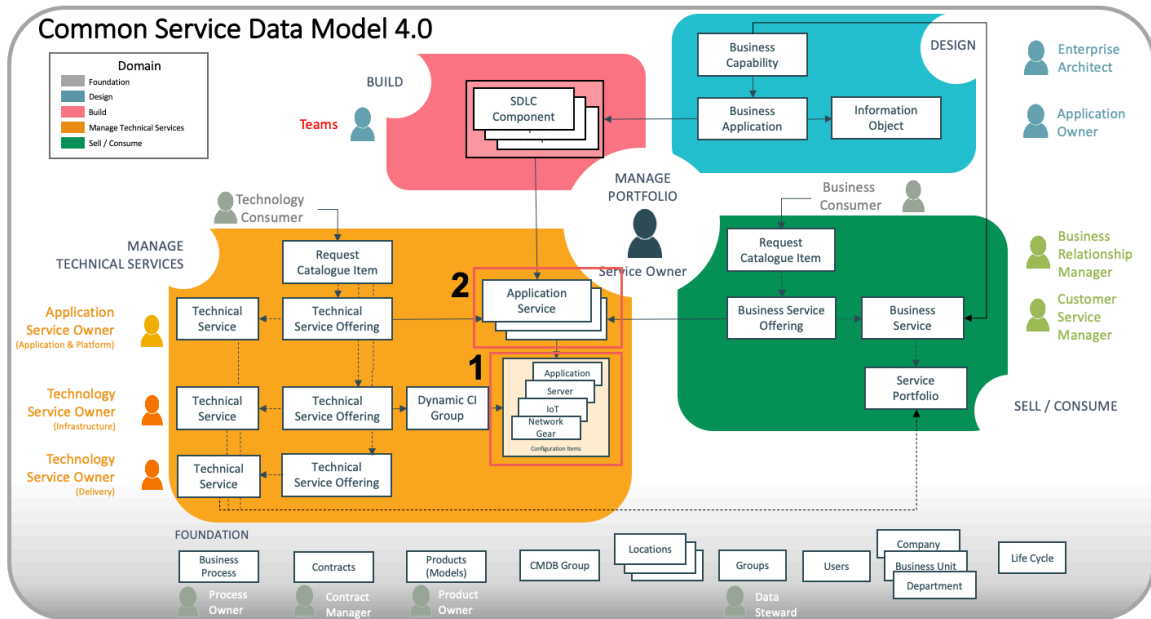 Common Service Data Model 4.0
Domain
Foundation
Design
Build
Manage Technical Services
Sell / Consume
BUILD
Teams
SDLC
Component
Business
Capability
DESIGN
Business
Application
Information
Object
Enterprise
Architect
Application
Owner
MANAGE
PORTFOLIO
Service Owner
Technology
Consumer
Business
Consumer
MANAGE
TECHNICAL SERVICES
Request
Catalogue Item
Request
Catalogue Item
Business
Relationship
Manager
Customer
Service
Manager
Application
Service Owner
(Application & Platform)
Technical
Service
Technical
Service Offering
2
Application
Service
Business Service
Offering
Business
Service
1
Application
Server
IoT
Network
Gear
Configuration Items
Technology
Service Owner
(Infrastructure)
Technical
Service
Technical
Service Offering
Dynamic CI
Group
Service
Portfolio
SELL / CONSUME
Technology
Service Owner
(Delivery)
Technical
Service
Technical
Service Offering
FOUNDATION
Business
Process
Contracts
Products
(Models)
CMDB Group
Locations
Groups
Users
Company
Business Unit
Department
Life Cycle
Process
Owner
Contract
Manager
Product
Owner
Data
Steward